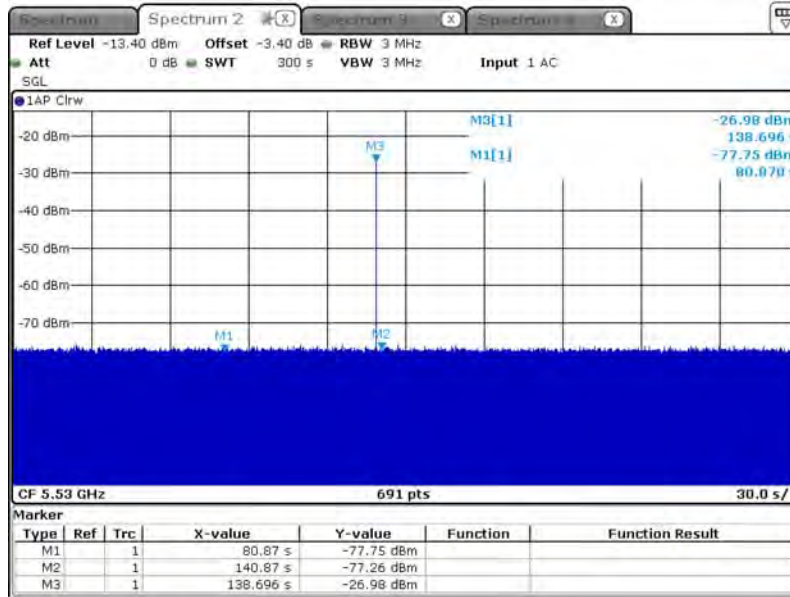 Spectrum
Spectrum 2
X
Spectrum 3
X
Spectrum 4
X
Ref Level -13.40 dBm Offset -3.40 dB RBW 3 MHz
Att 0 dB SWT 300 s VBW 3 MHz Input 1 AC
SGL
1AP Clrw
M3[1] -26.98 dBm
138.696 s
M1[1] -77.75 dBm
80.870 s
-20 dBm
M3
-30 dBm
-40 dBm
-50 dBm
-60 dBm
-70 dBm
M1
M2
CF 5.53 GHz 691 pts 30.0 s/
Marker
Type Ref Trc X-value Y-value Function Function Result
M1 1 80.87 s -77.75 dBm
M2 1 140.87 s -77.26 dBm
M3 1 138.696 s -26.98 dBm